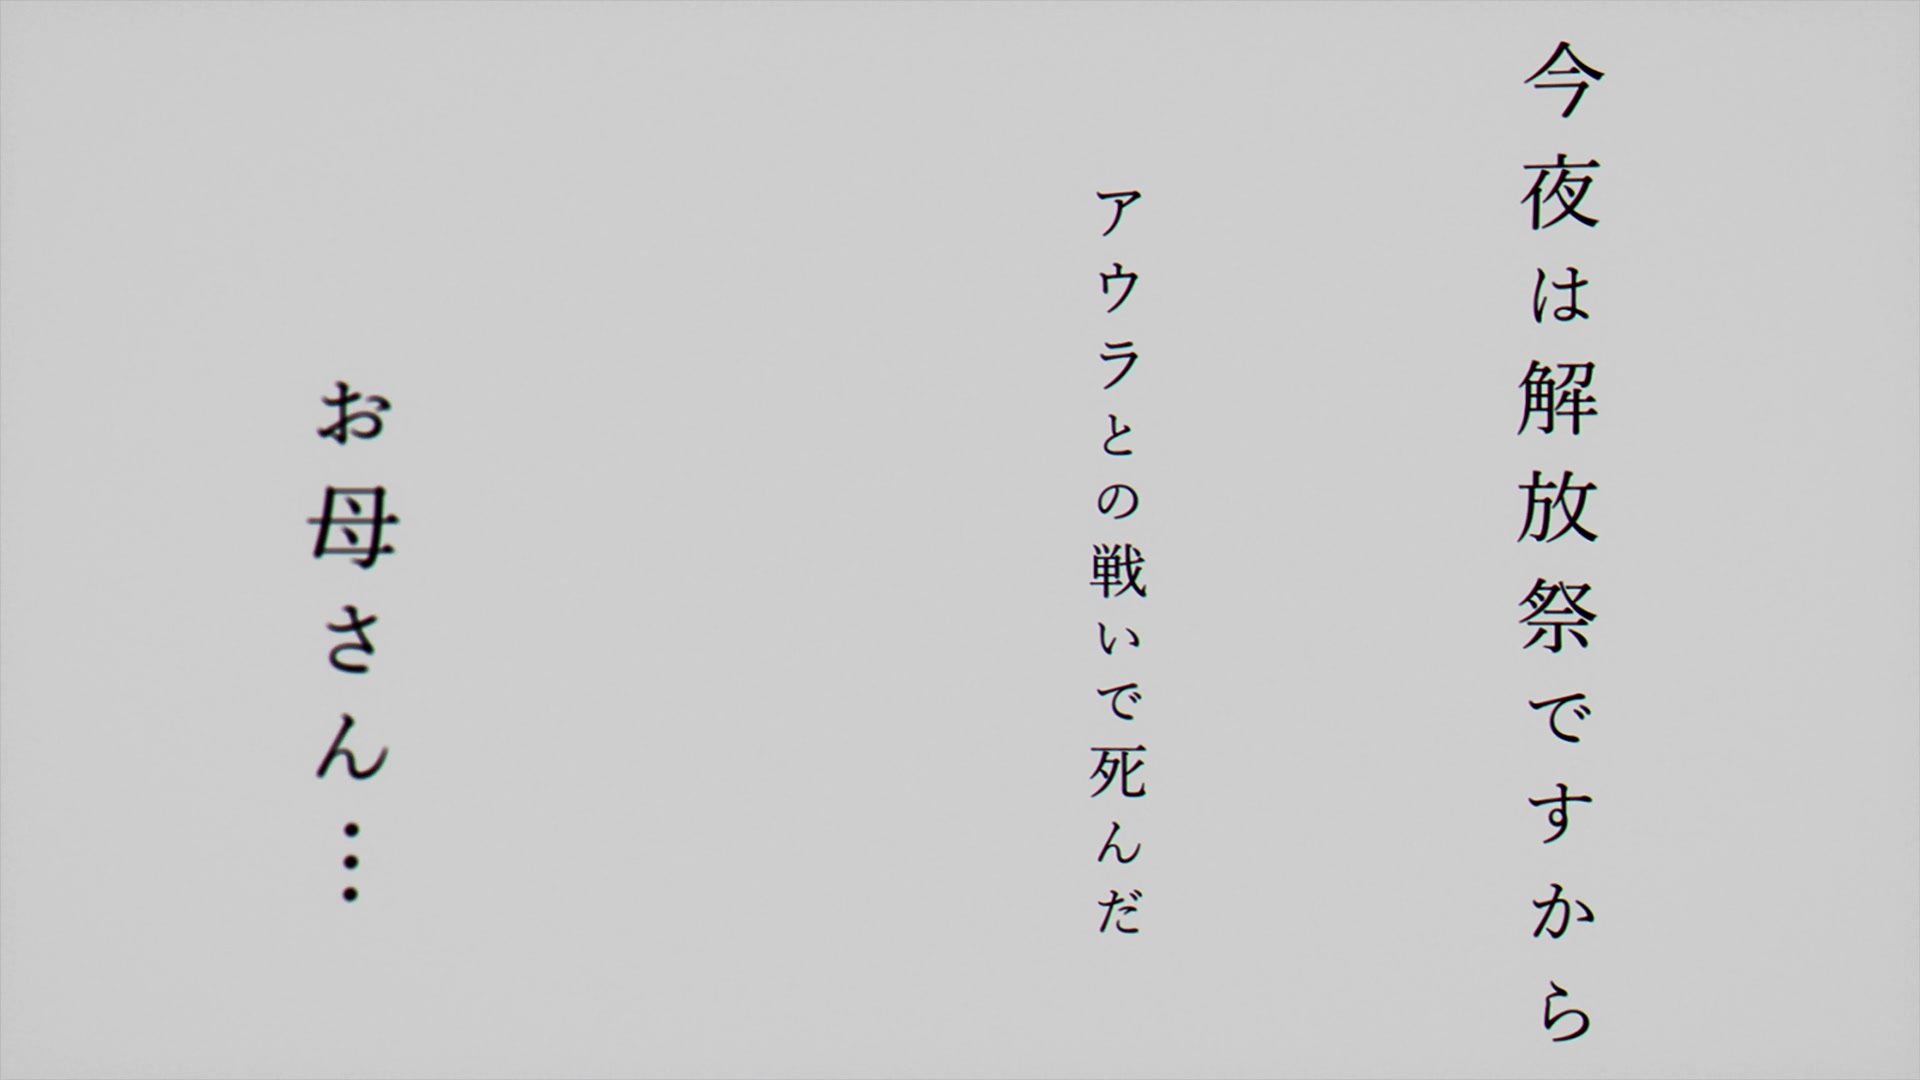 今夜は解放祭ですから
アウラとの戦いで死んだ
お母さん…